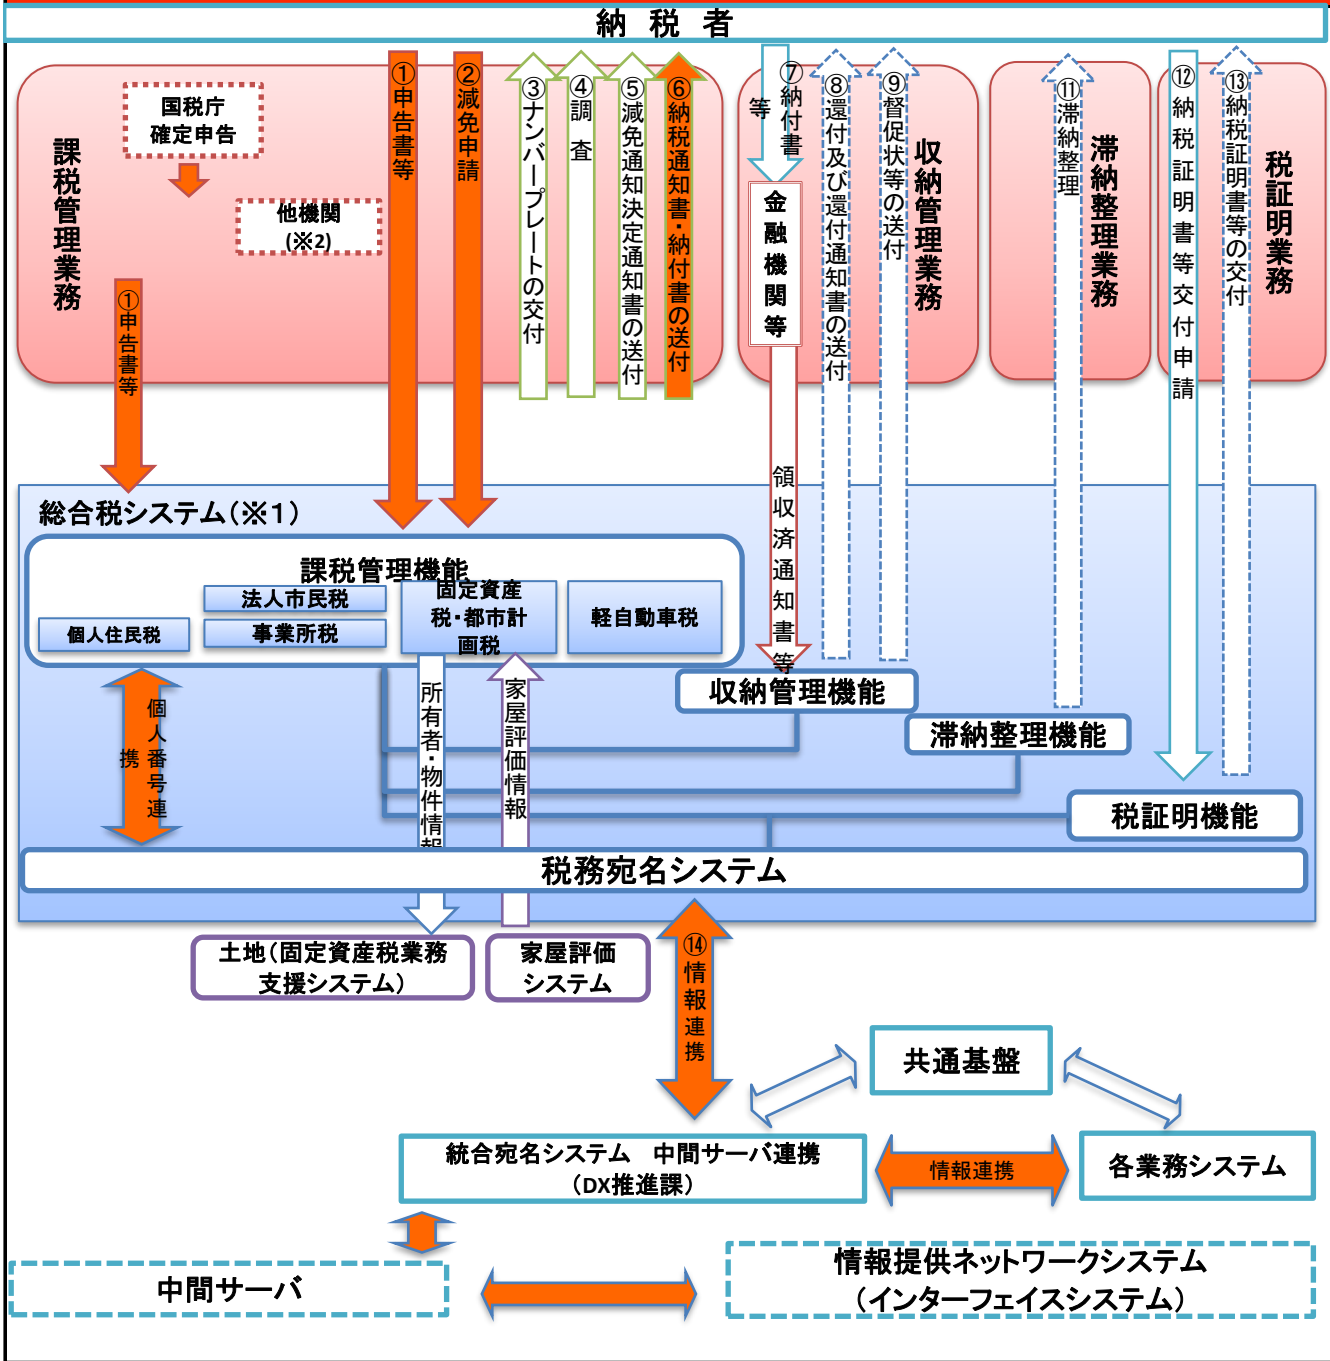 納 税 者
課税管理業務
国税庁
確定申告
他機関
(※2)
①申告書等
①申告書等
②減免申請
③ナンバープレートの交付
④調 査
⑤減免通知決定通知書の送付
⑥納税通知書・納付書の送付
⑦納付書
等
金融機関等
⑧還付及び還付通知書の送付
⑨督促状等の送付
収納管理業務
⑪滞納整理
滞納整理業務
⑫納税証明書等交付申請
⑬納税証明書等の交付
税証明業務
領収済通知書等
総合税システム(※1)
課税管理機能
個人住民税
法人市民税
事業所税
固定資産
税・都市計
画税
軽自動車税
個人番号連
携
所有者・物件情報
家屋評価情報
収納管理機能
滞納整理機能
税証明機能
税務宛名システム
土地(固定資産税業務
支援システム)
家屋評価
システム
⑭情報連携
共通基盤
統合宛名システム 中間サーバ連携
(DX推進課)
情報連携
各業務システム
中間サーバ
情報提供ネットワークシステム
(インターフェイスシステム)